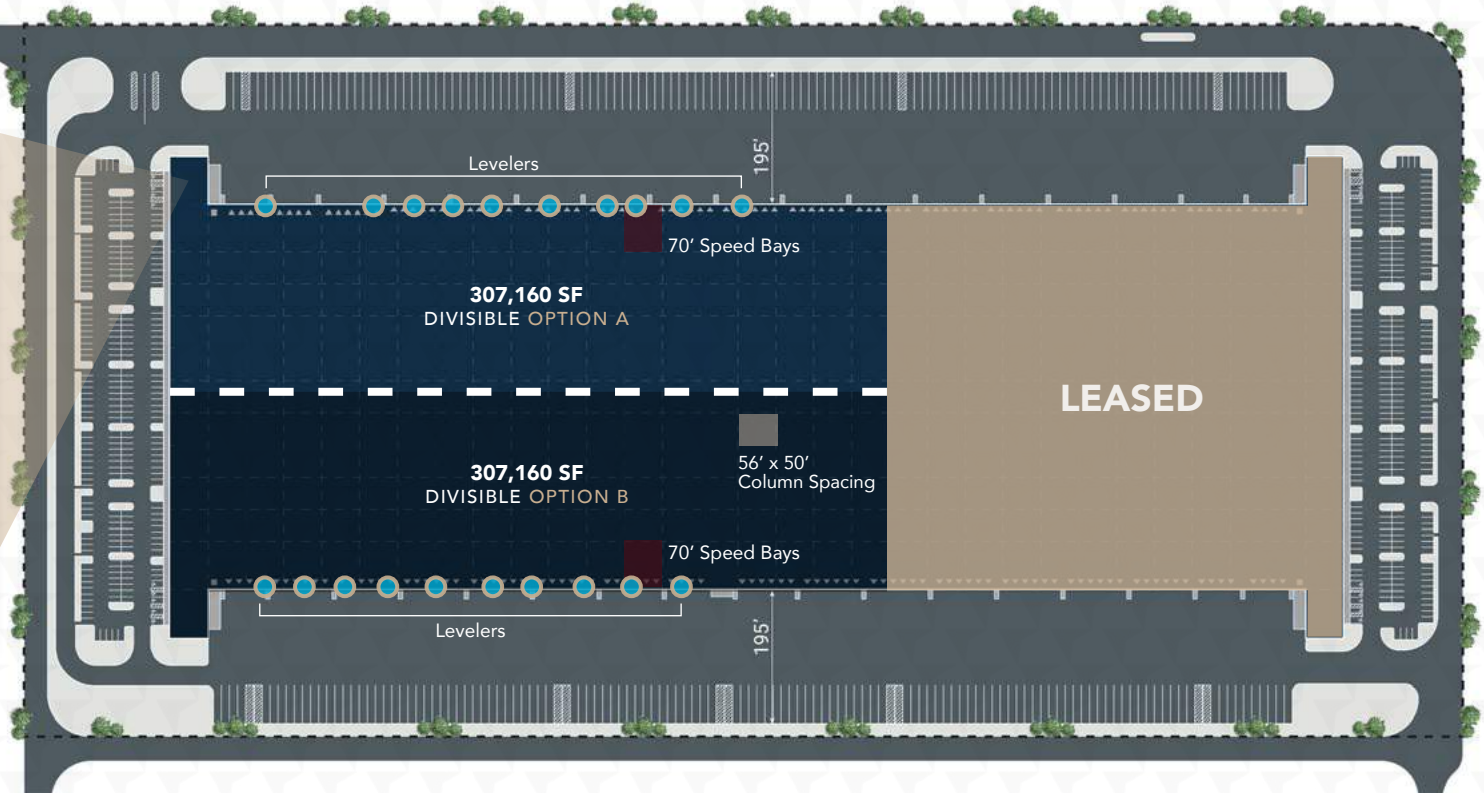 195'
Levelers
70' Speed Bays
307,160 SF
DIVISIBLE OPTION A
LEASED
56' x 50'
Column Spacing
307,160 SF
DIVISIBLE OPTION B
70' Speed Bays
Levelers
195'